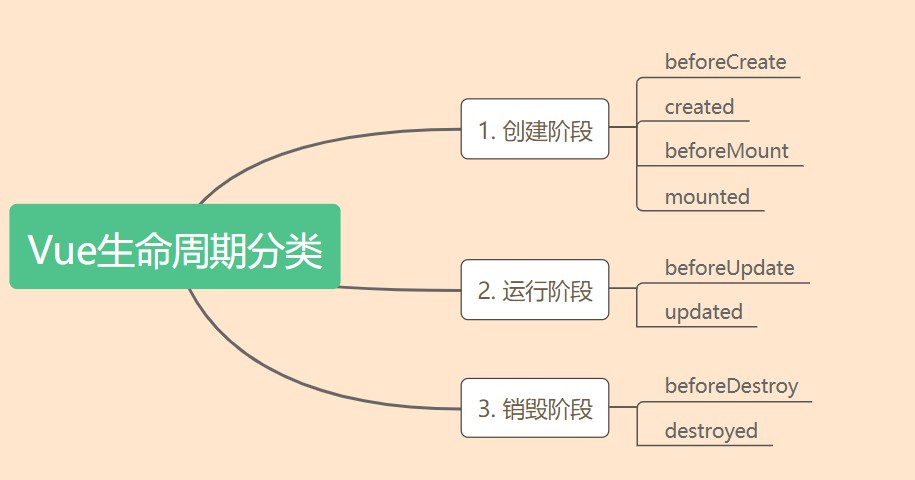 Vue生命周期分类
1. 创建阶段
beforeCreate
created
beforeMount
mounted
2. 运行阶段
beforeUpdate
updated
3. 销毁阶段
beforeDestroy
destroyed